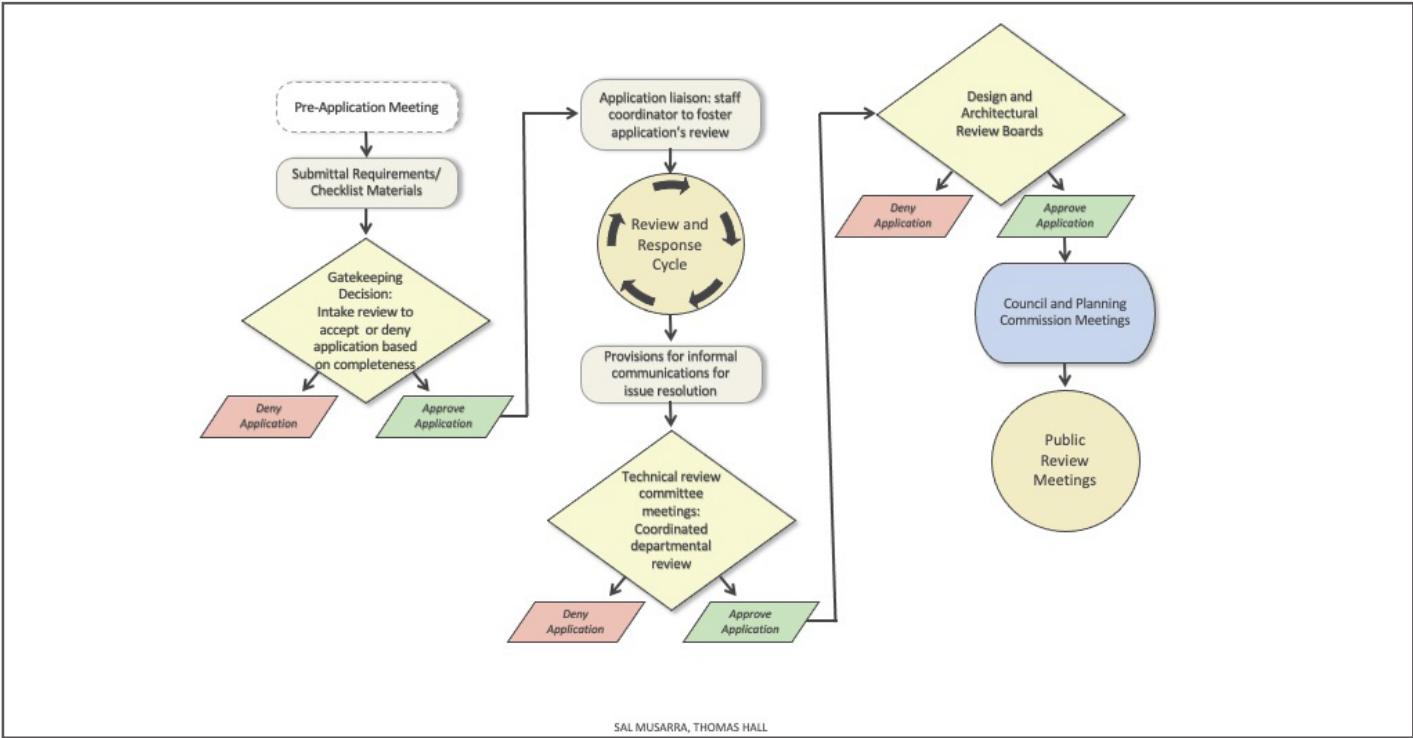 Pre-Application Meeting
Submittal Requirements/
Checklist Materials
Gatekeeping
Decision:
Intake review to
accept or deny
application based
on completeness
Deny
Application
Approve
Application
Application liaison: staff
coordinator to foster
application's review
Review and
Response
Cycle
Provisions for informal
communications for
issue resolution
Technical review
committee
meetings:
Coordinated
departmental
review
Deny
Application
Approve
Application
Design and
Architectural
Review Boards
Deny
Application
Approve
Application
Council and Planning
Commission Meetings
Public
Review
Meetings
SAL MUSARRA, THOMAS HALL